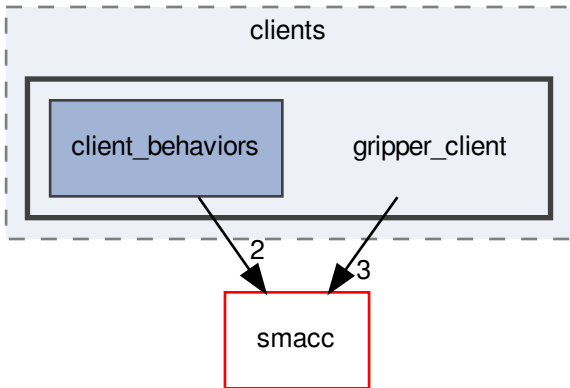 clients
client_behaviors
gripper_client
2
3
smacc